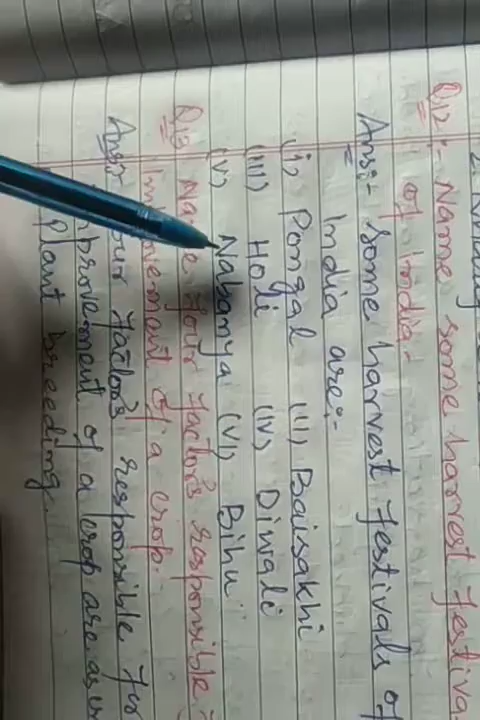 Q12:- Name some harvest festiva
of India:-
Ans:- Some harvest festivals of
India are:-
(i) Pongal (ii) Baisakhi
(iii) Holi (iv) Diwali
(v) Nabanya (vi) Bihu
Q13 Name four factors responsible
improvement of a crop.
Ans:- four factors responsible for
provement of a crop are as
plant breeding.